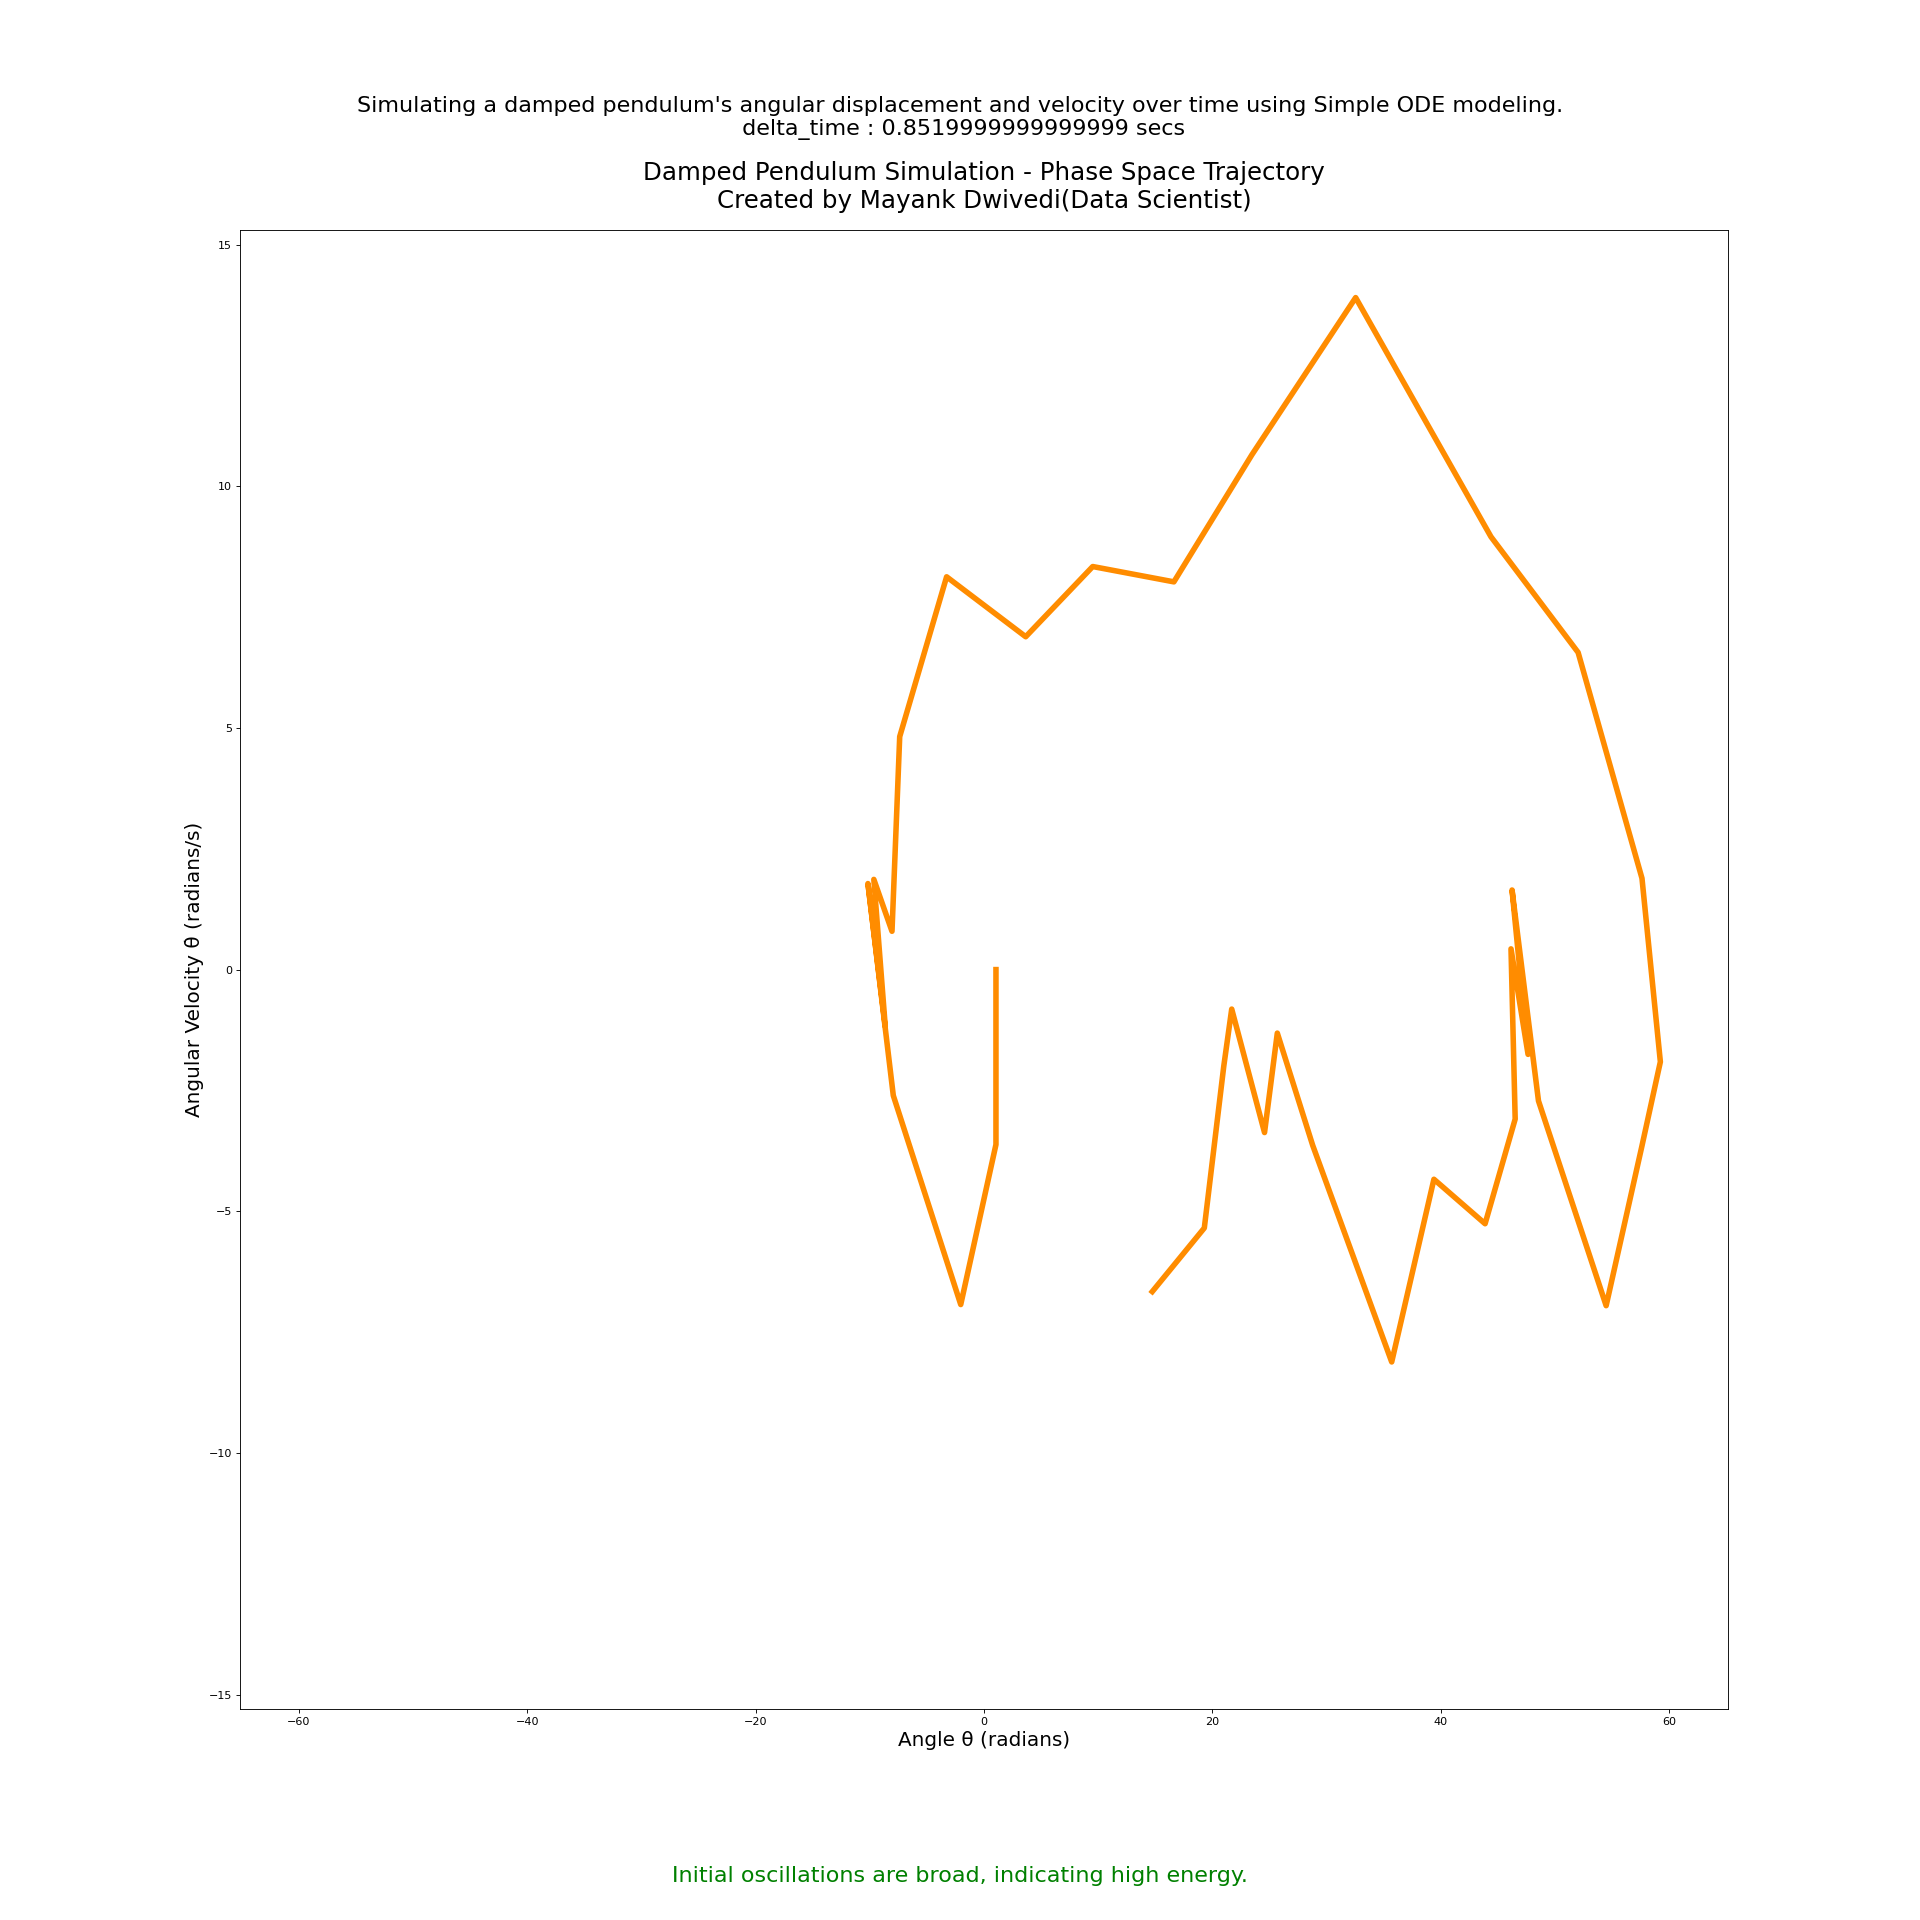 Simulating a damped pendulum's angular displacement and velocity over time using Simple ODE modeling.
delta_time : 0.8519999999999999 secs
Damped Pendulum Simulation - Phase Space Trajectory
Created by Mayank Dwivedi(Data Scientist)
15
10
5
0
−5
−10
−15
Angular Velocity θ (radians/s)
−60
−40
−20
0
20
40
60
Angle θ (radians)
Initial oscillations are broad, indicating high energy.